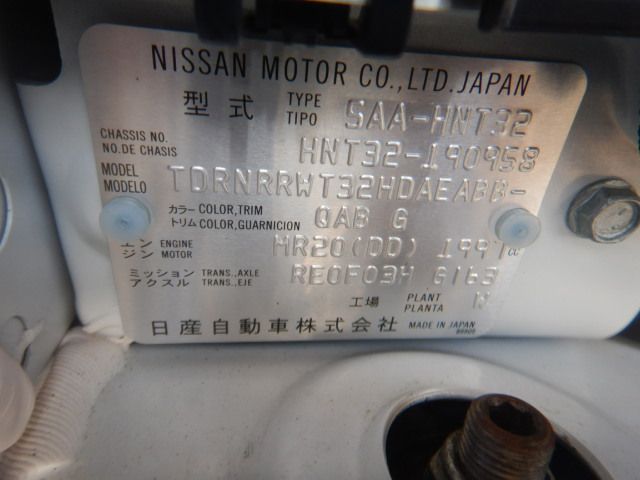 NISSAN MOTOR CO.,LTD.JAPAN
型式 TYPE TIPO 5AA-HNT32
CHASSIS NO. NO.DE CHASIS HNT32-190958
MODEL MODELO TDRNRRWT32HDAEABB-
カラー COLOR,TRIM トリム COLOR,GUARNICION QAB G
エンジン ENGINE MOTOR MR20(DD) 1997 CC
ミッション TRANS.,AXLE アクスル TRANS.,EJE RE0F03H G163
工場 PLANT PLANTA
日産自動車株式会社 MADE IN JAPAN